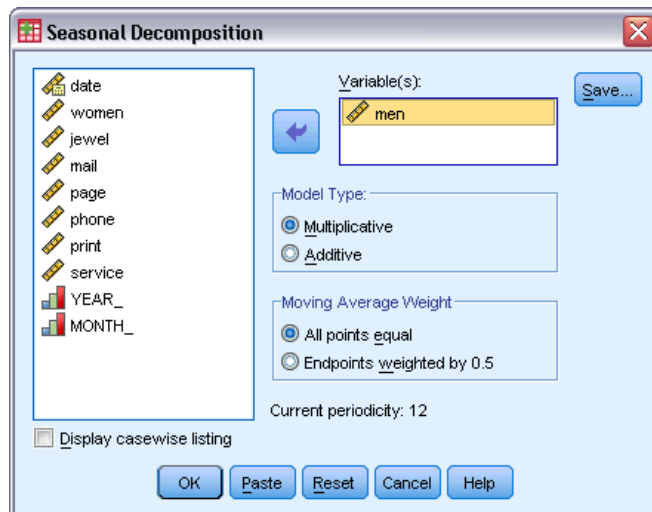 Seasonal Decomposition
date
women
jewel
mail
page
phone
print
service
YEAR_
MONTH_
Display casewise listing
Variable(s):
men
Save...
Model Type:
Multiplicative
Additive
Moving Average Weight
All points equal
Endpoints weighted by 0.5
Current periodicity: 12
OK
Paste
Reset
Cancel
Help